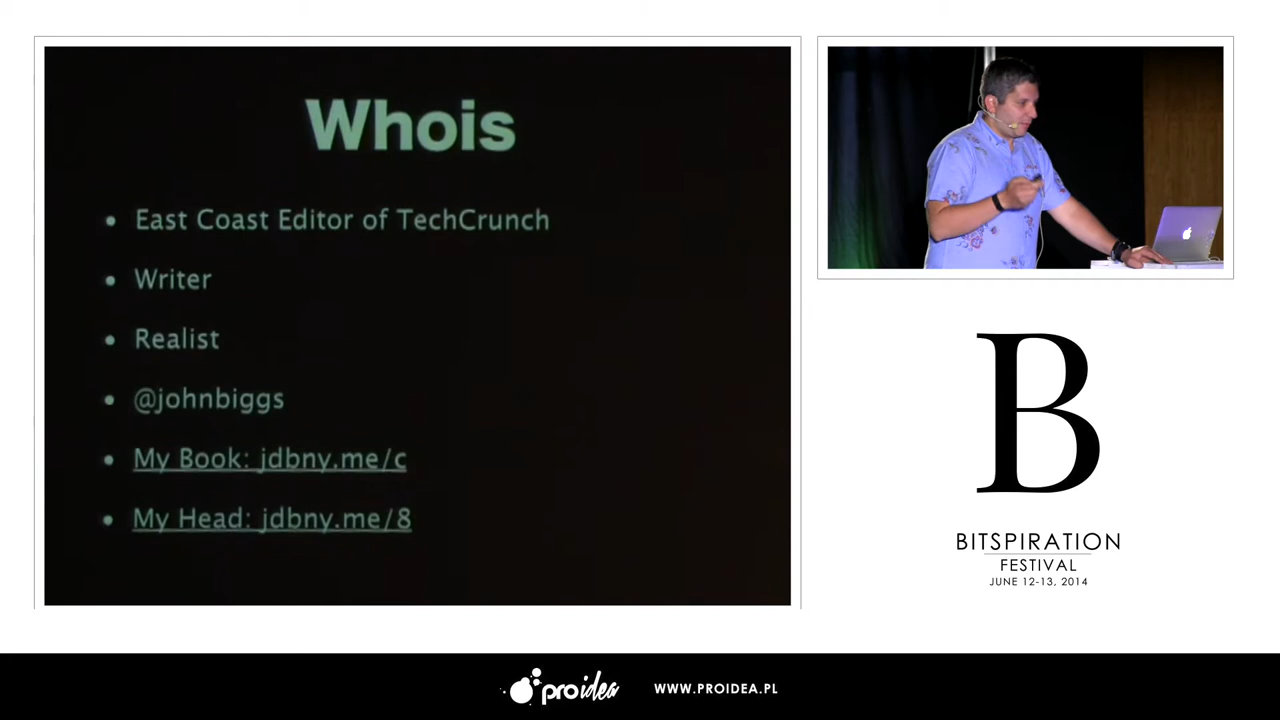 Whois
• East Coast Editor of TechCrunch
• Writer
• Realist
• @johnbiggs
• My Book: jdbny.me/c
• My Head: jdbny.me/8
B
BITSPIRATION
FESTIVAL
JUNE 12-13, 2014
proidea
WWW.PROIDEA.PL